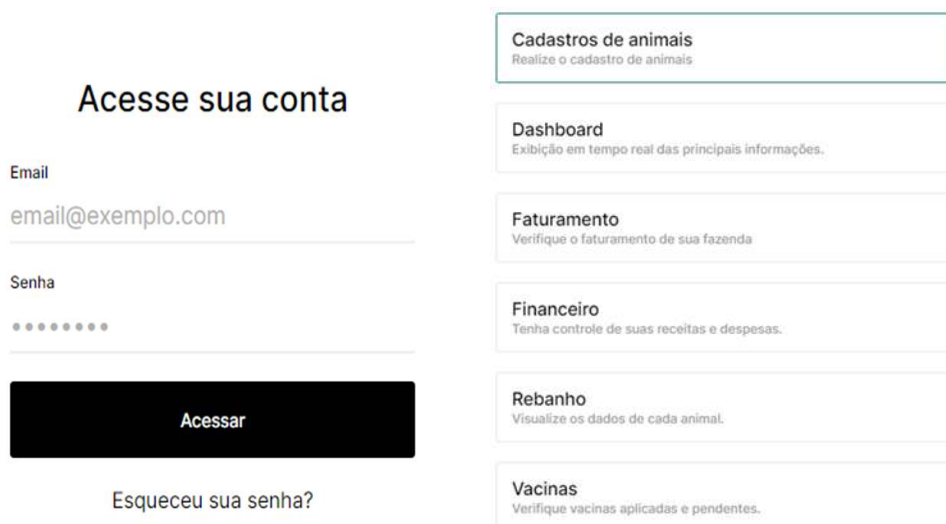 Acesse sua conta
Email
email@exemplo.com
Senha
Acessar
Esqueceu sua senha?
Cadastros de animais
Realize o cadastro de animais
Dashboard
Exibição em tempo real das principais informações.
Faturamento
Verifique o faturamento de sua fazenda
Financeiro
Tenha controle de suas receitas e despesas.
Rebanho
Visualize os dados de cada animal.
Vacinas
Verifique vacinas aplicadas e pendentes.